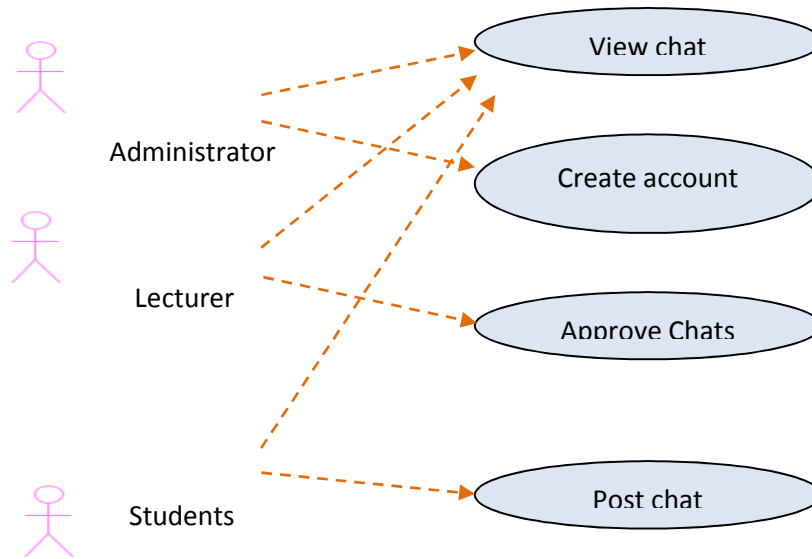 View chat
Administrator
Create account
Lecturer
Approve Chats
Students
Post chat